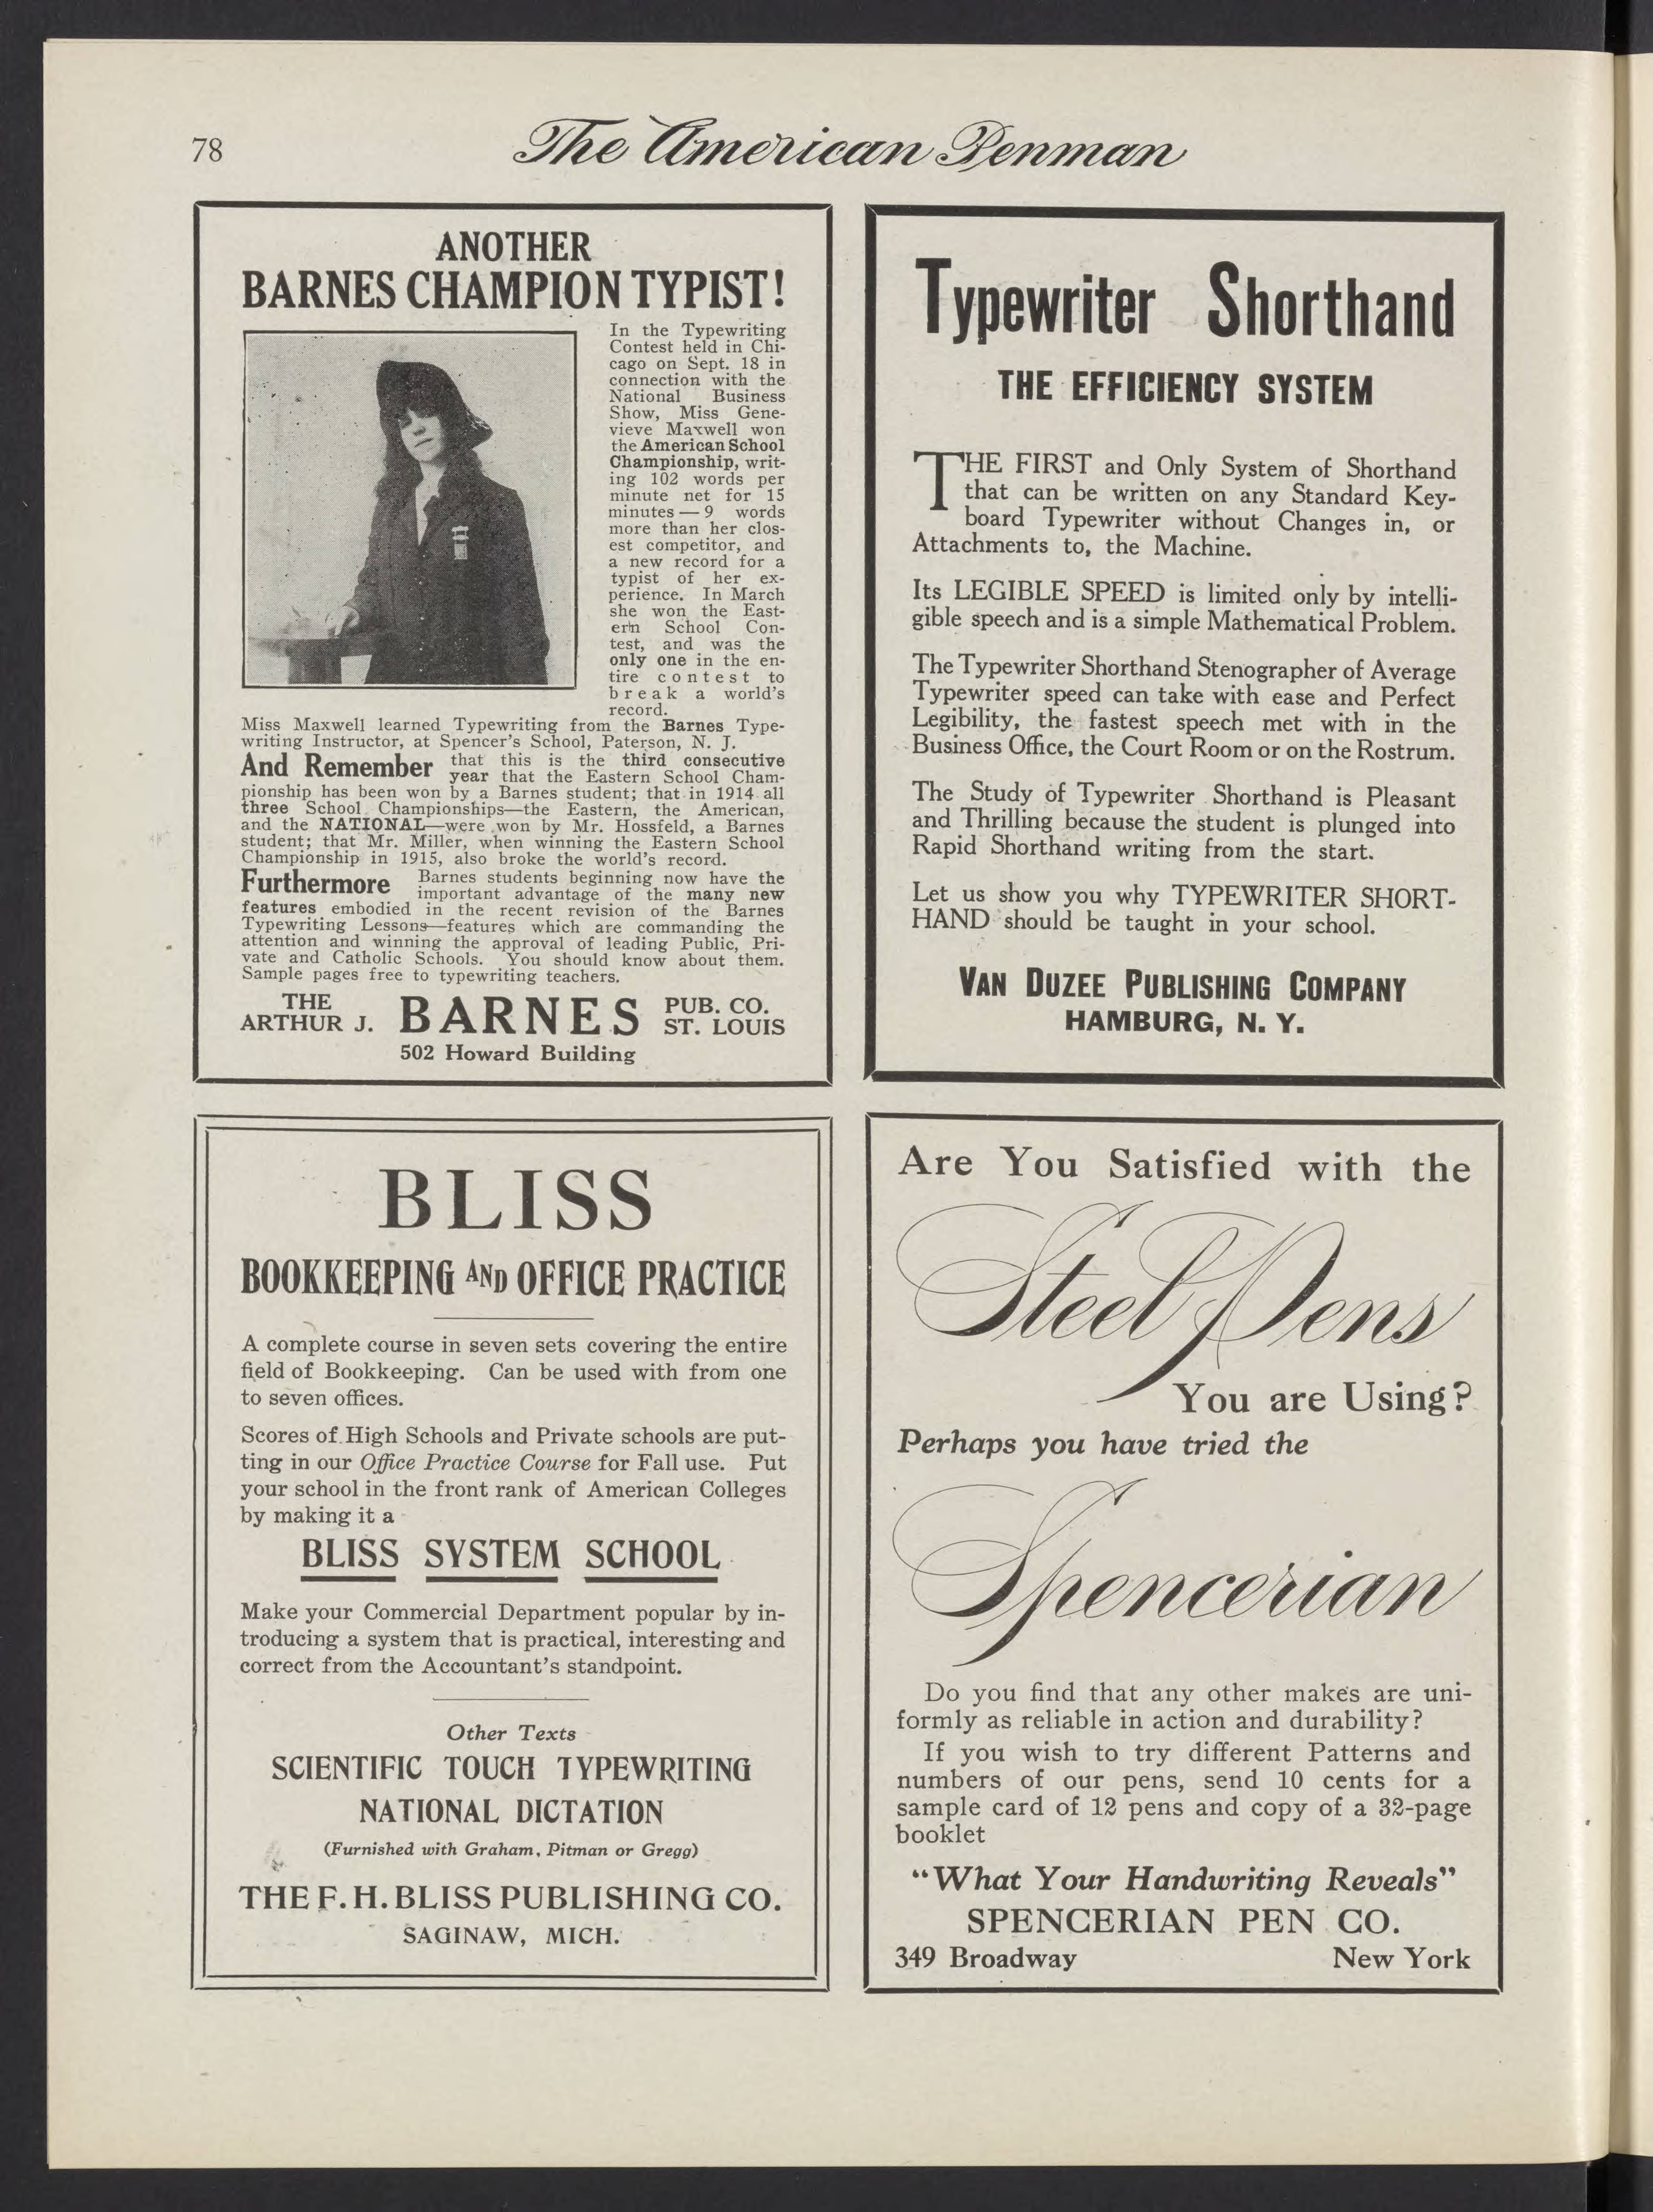 78
The American Penman
ANOTHER
BARNES CHAMPION TYPIST!
In the Typewriting
Contest held in Chi-
cago on Sept. 18 in
connection with the
National Business
Show, Miss Gene-
vieve Maxwell won
the American School
Championship, writ-
ing 102 words per
minute net for 15
minutes — 9 words
more than her clos-
est competitor, and
a new record for a
typist of her ex-
perience. In March
she won the East-
ern School Con-
test, and was the
only one in the en-
tire contest to
break a world's
record.
Miss Maxwell learned Typewriting from the Barnes Type-
writing Instructor, at Spencer's School, Paterson, N. J.
And Remember that this is the third consecutive
year that the Eastern School Cham-
pionship has been won by a Barnes student; that in 1914 all
three School Championships—the Eastern, the American,
and the NATIONAL—were won by Mr. Hossfeld, a Barnes
student; that Mr. Miller, when winning the Eastern School
Championship in 1915, also broke the world's record.
Furthermore Barnes students beginning now have the
important advantage of the many new
features embodied in the recent revision of the Barnes
Typewriting Lessons—features which are commanding the
attention and winning the approval of leading Public, Pri-
vate and Catholic Schools. You should know about them.
Sample pages free to typewriting teachers.
THE ARTHUR J. BARNES PUB. CO. ST. LOUIS
502 Howard Building
Typewriter Shorthand
THE EFFICIENCY SYSTEM
THE FIRST and Only System of Shorthand
that can be written on any Standard Key-
board Typewriter without Changes in, or
Attachments to, the Machine.
Its LEGIBLE SPEED is limited only by intelli-
gible speech and is a simple Mathematical Problem.
The Typewriter Shorthand Stenographer of Average
Typewriter speed can take with ease and Perfect
Legibility, the fastest speech met with in the
Business Office, the Court Room or on the Rostrum.
The Study of Typewriter Shorthand is Pleasant
and Thrilling because the student is plunged into
Rapid Shorthand writing from the start.
Let us show you why TYPEWRITER SHORT-
HAND should be taught in your school.
VAN DUZEE PUBLISHING COMPANY
HAMBURG, N. Y.
BLISS
BOOKKEEPING AND OFFICE PRACTICE
A complete course in seven sets covering the entire
field of Bookkeeping. Can be used with from one
to seven offices.
Scores of High Schools and Private schools are put-
ting in our Office Practice Course for Fall use. Put
your school in the front rank of American Colleges
by making it a
BLISS SYSTEM SCHOOL
Make your Commercial Department popular by in-
troducing a system that is practical, interesting and
correct from the Accountant's standpoint.
Other Texts
SCIENTIFIC TOUCH TYPEWRITING
NATIONAL DICTATION
(Furnished with Graham, Pitman or Gregg)
THE F. H. BLISS PUBLISHING CO.
SAGINAW, MICH.
Are You Satisfied with the
Steel Pens
You are Using?
Perhaps you have tried the
Spencerian
Do you find that any other makes are uni-
formly as reliable in action and durability?
If you wish to try different Patterns and
numbers of our pens, send 10 cents for a
sample card of 12 pens and copy of a 32-page
booklet
"What Your Handwriting Reveals"
SPENCERIAN PEN CO.
349 Broadway New York